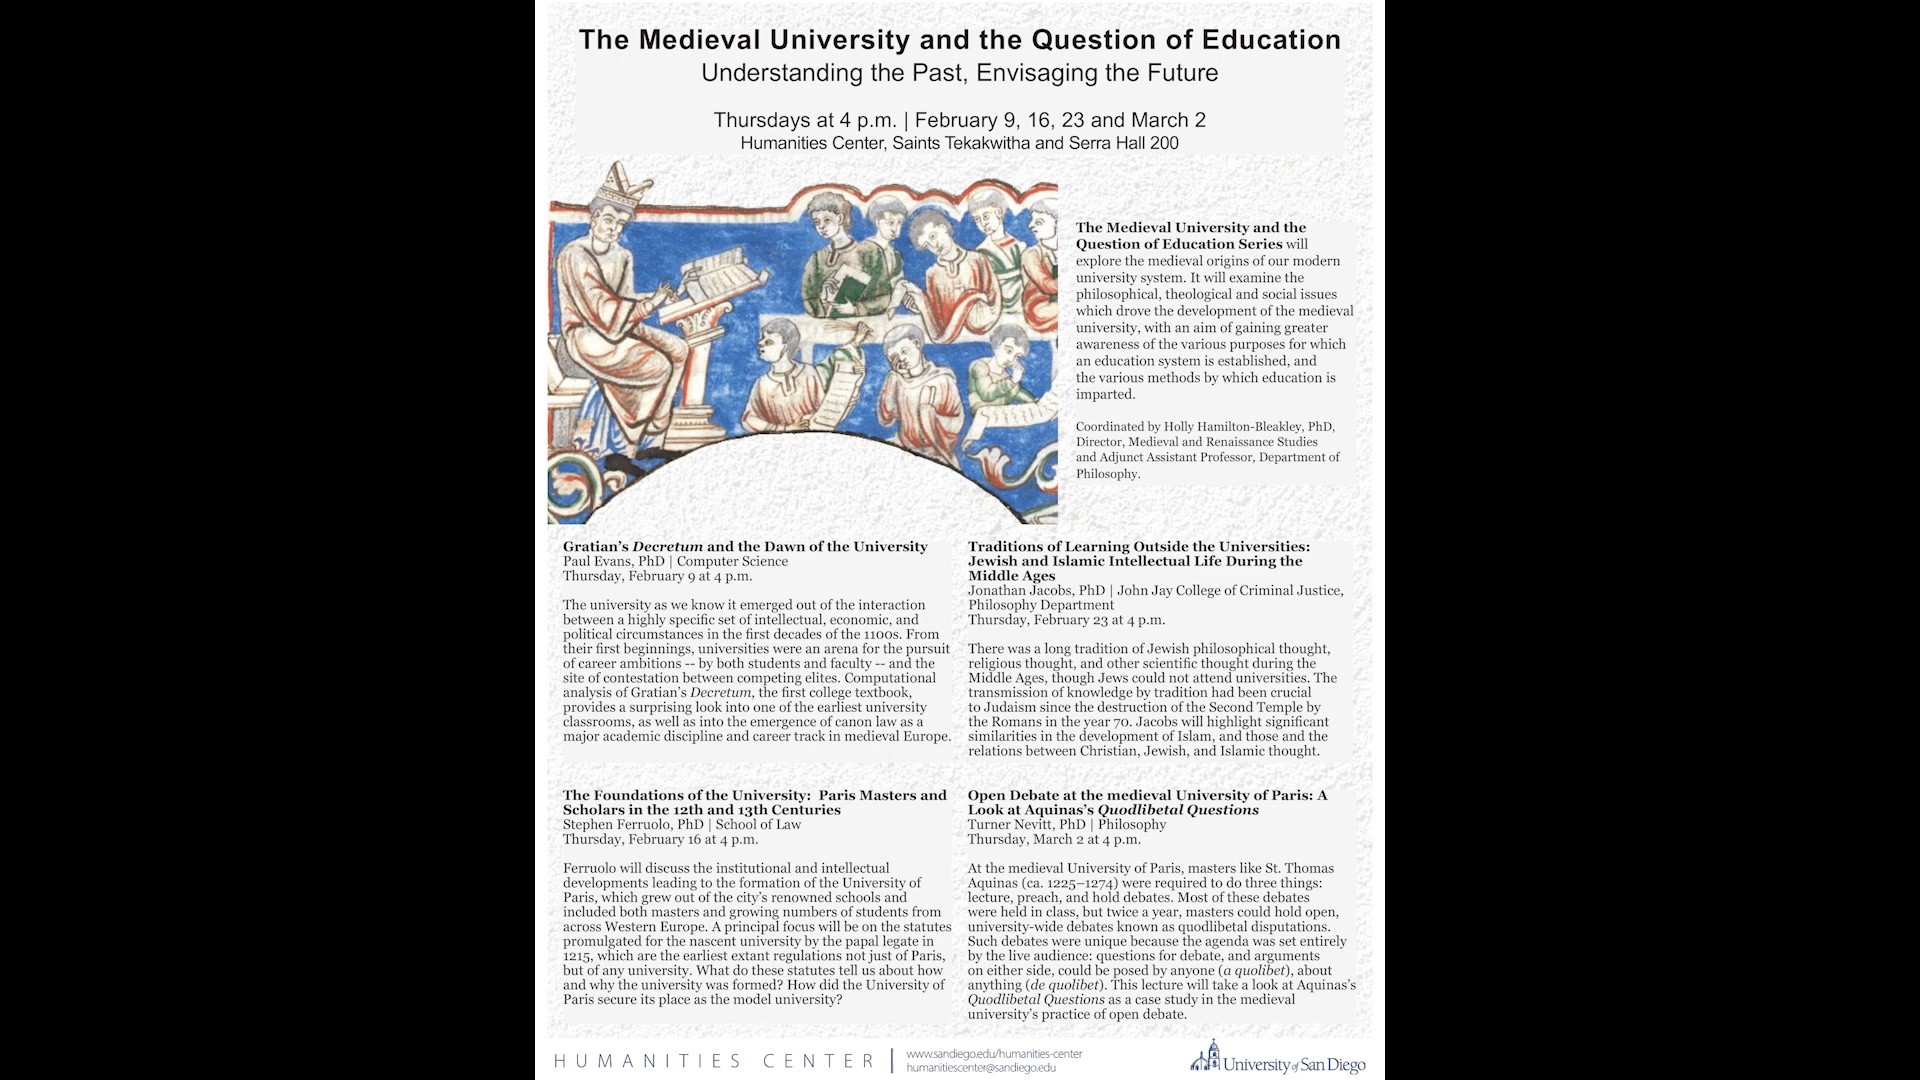 The Medieval University and the Question of Education
Understanding the Past, Envisaging the Future
Thursdays at 4 p.m. | February 9, 16, 23 and March 2
Humanities Center, Saints Tekakwitha and Serra Hall 200
The Medieval University and the
Question of Education Series will
explore the medieval origins of our modern
university system. It will examine the
philosophical, theological and social issues
which drove the development of the medieval
university, with an aim of gaining greater
awareness of the various purposes for which
an education system is established, and
the various methods by which education is
imparted.
Coordinated by Holly Hamilton-Bleakley, PhD,
Director, Medieval and Renaissance Studies
and Adjunct Assistant Professor, Department of
Philosophy.
Gratian's Decretum and the Dawn of the University
Paul Evans, PhD | Computer Science
Thursday, February 9 at 4 p.m.
The university as we know it emerged out of the interaction
between a highly specific set of intellectual, economic, and
political circumstances in the first decades of the 1100s. From
their first beginnings, universities were an arena for the pursuit
of career ambitions -- by both students and faculty -- and the
site of contestation between competing elites. Computational
analysis of Gratian's Decretum, the first college textbook,
provides a surprising look into one of the earliest university
classrooms, as well as into the emergence of canon law as a
major academic discipline and career track in medieval Europe.
Traditions of Learning Outside the Universities:
Jewish and Islamic Intellectual Life During the
Middle Ages
Jonathan Jacobs, PhD | John Jay College of Criminal Justice,
Philosophy Department
Thursday, February 23 at 4 p.m.
There was a long tradition of Jewish philosophical thought,
religious thought, and other scientific thought during the
Middle Ages, though Jews could not attend universities. The
transmission of knowledge by tradition had been crucial
to Judaism since the destruction of the Second Temple by
the Romans in the year 70. Jacobs will highlight significant
similarities in the development of Islam, and those and the
relations between Christian, Jewish, and Islamic thought.
The Foundations of the University: Paris Masters and
Scholars in the 12th and 13th Centuries
Stephen Ferruolo, PhD | School of Law
Thursday, February 16 at 4 p.m.
Ferruolo will discuss the institutional and intellectual
developments leading to the formation of the University of
Paris, which grew out of the city's renowned schools and
included both masters and growing numbers of students from
across Western Europe. A principal focus will be on the statutes
promulgated for the nascent university by the papal legate in
1215, which are the earliest extant regulations not just of Paris,
but of any university. What do these statutes tell us about how
and why the university was formed? How did the University of
Paris secure its place as the model university?
Open Debate at the medieval University of Paris: A
Look at Aquinas's Quodlibetal Questions
Turner Nevitt, PhD | Philosophy
Thursday, March 2 at 4 p.m.
At the medieval University of Paris, masters like St. Thomas
Aquinas (ca. 1225–1274) were required to do three things:
lecture, preach, and hold debates. Most of these debates
were held in class, but twice a year, masters could hold open,
university-wide debates known as quodlibetal disputations.
Such debates were unique because the agenda was set entirely
by the live audience: questions for debate, and arguments
on either side, could be posed by anyone (a quolibet), about
anything (de quolibet). This lecture will take a look at Aquinas's
Quodlibetal Questions as a case study in the medieval
university's practice of open debate.
HUMANITIES CENTER
www.sandiego.edu/humanities-center
humanitiescenter@sandiego.edu
University of San Diego